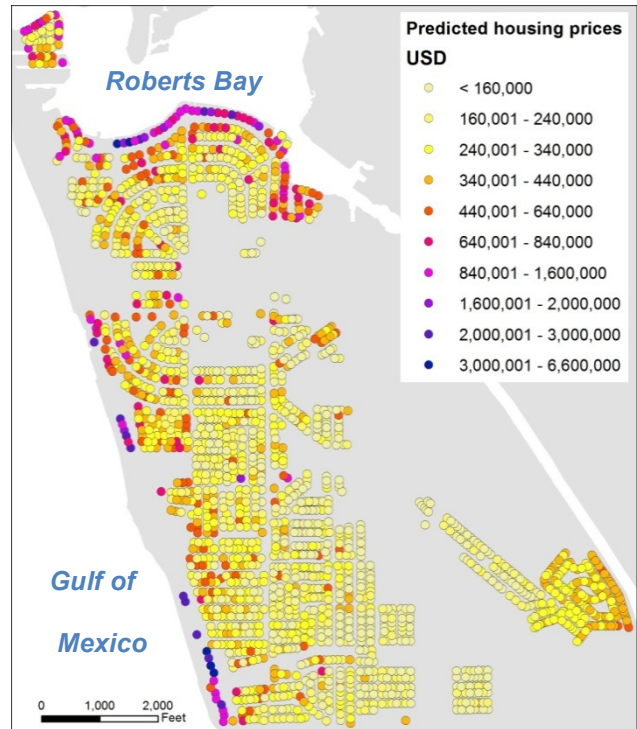 Predicted housing prices
USD
< 160,000
160,001 - 240,000
240,001 - 340,000
340,001 - 440,000
440,001 - 640,000
640,001 - 840,000
840,001 - 1,600,000
1,600,001 - 2,000,000
2,000,001 - 3,000,000
3,000,001 - 6,600,000
Roberts Bay
Gulf of
Mexico
0 1,000 2,000
Feet